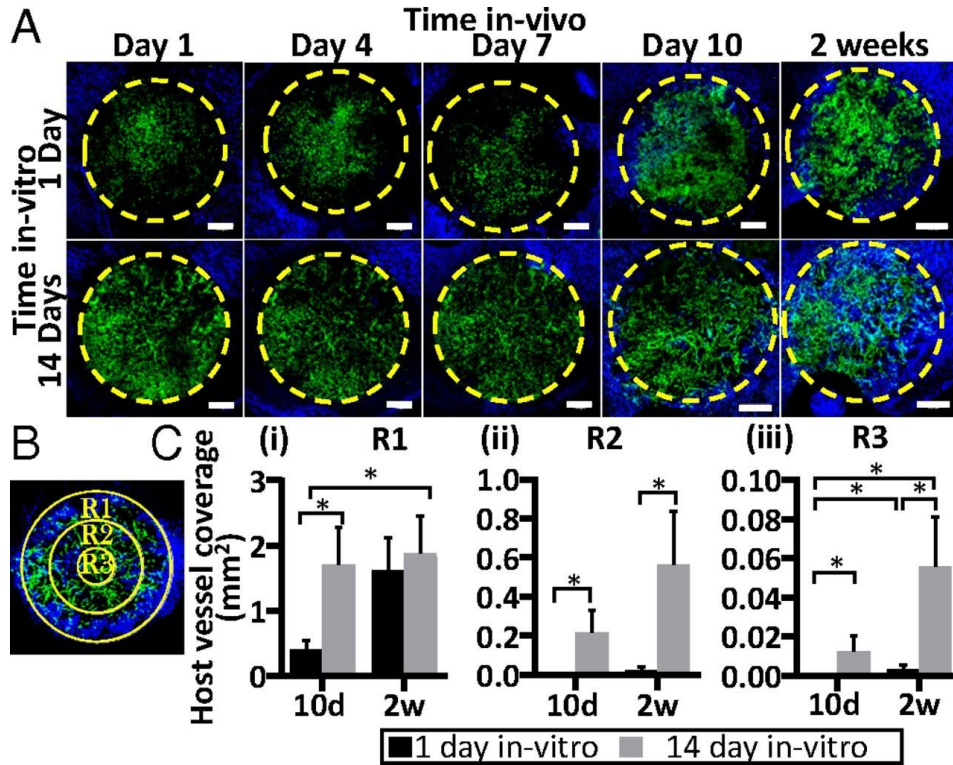 A
Time in-vivo
Day 1 Day 4 Day 7 Day 10 2 weeks
Time in-vitro
1 Day
14 Days
B
R1
R2
R3
C
Host vessel coverage
(mm²)
(i) R1
3
2
1
0
*
*
10d 2w
(ii) R2
1.0
0.8
0.6
0.4
0.2
0.0
*
*
10d 2w
(iii) R3
0.10
0.08
0.06
0.04
0.02
0.00
*
*
*
*
10d 2w
1 day in-vitro 14 day in-vitro